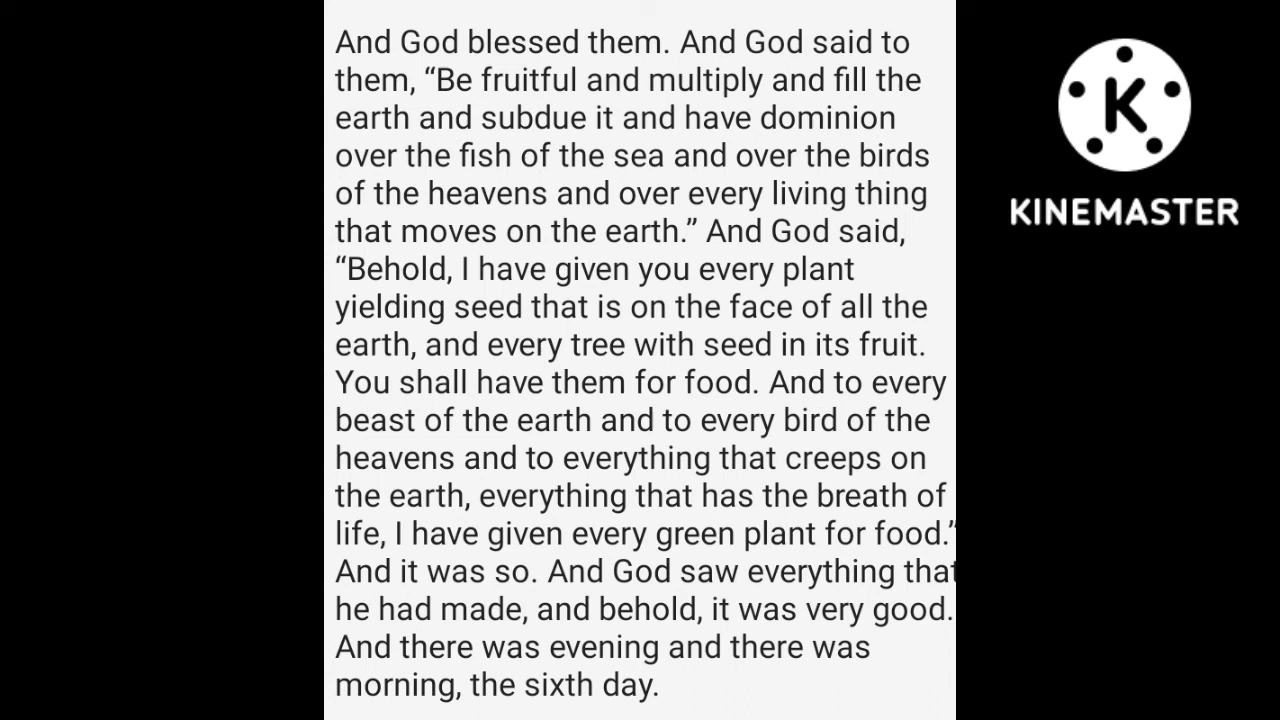 And God blessed them. And God said to
them, “Be fruitful and multiply and fill the
earth and subdue it and have dominion
over the fish of the sea and over the birds
of the heavens and over every living thing
that moves on the earth.” And God said,
“Behold, I have given you every plant
yielding seed that is on the face of all the
earth, and every tree with seed in its fruit.
You shall have them for food. And to every
beast of the earth and to every bird of the
heavens and to everything that creeps on
the earth, everything that has the breath of
life, I have given every green plant for food.”
And it was so. And God saw everything that
he had made, and behold, it was very good.
And there was evening and there was
morning, the sixth day.
K
KINEMASTER